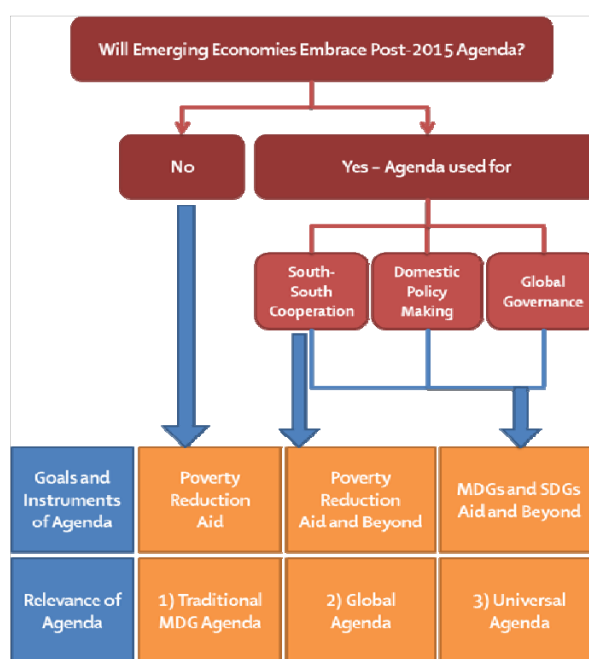 Will Emerging Economies Embrace Post-2015 Agenda?
No
Yes – Agenda used for
South-
South
Cooperation
Domestic
Policy
Making
Global
Governance
Goals and
Instruments
of Agenda
Poverty
Reduction
Aid
Poverty
Reduction
Aid and Beyond
MDGs and SDGs
Aid and Beyond
Relevance of
Agenda
1) Traditional
MDG Agenda
2) Global
Agenda
3) Universal
Agenda